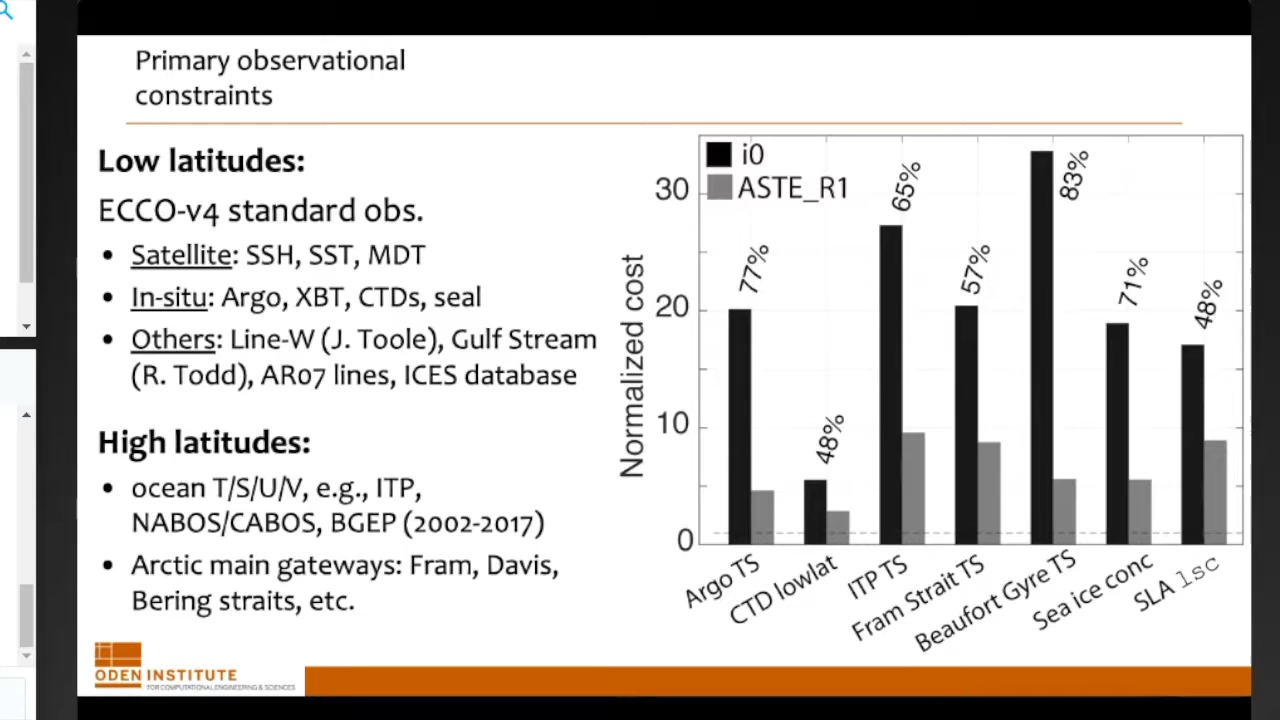 Primary observational
constraints
Low latitudes:
ECCO-v4 standard obs.
• Satellite: SSH, SST, MDT
• In-situ: Argo, XBT, CTDs, seal
• Others: Line-W (J. Toole), Gulf Stream
(R. Todd), AR07 lines, ICES database
High latitudes:
• ocean T/S/U/V, e.g., ITP,
NABOS/CABOS, BGEP (2002-2017)
• Arctic main gateways: Fram, Davis,
Bering straits, etc.
i0
ASTE_R1
Normalized cost
30
20
10
0
77%
48%
65%
57%
83%
71%
48%
Argo TS
CTD lowlat
ITP TS
Fram Strait TS
Beaufort Gyre TS
Sea ice conc
SLA lsc
ODEN INSTITUTE
FOR COMPUTATIONAL ENGINEERING & SCIENCES